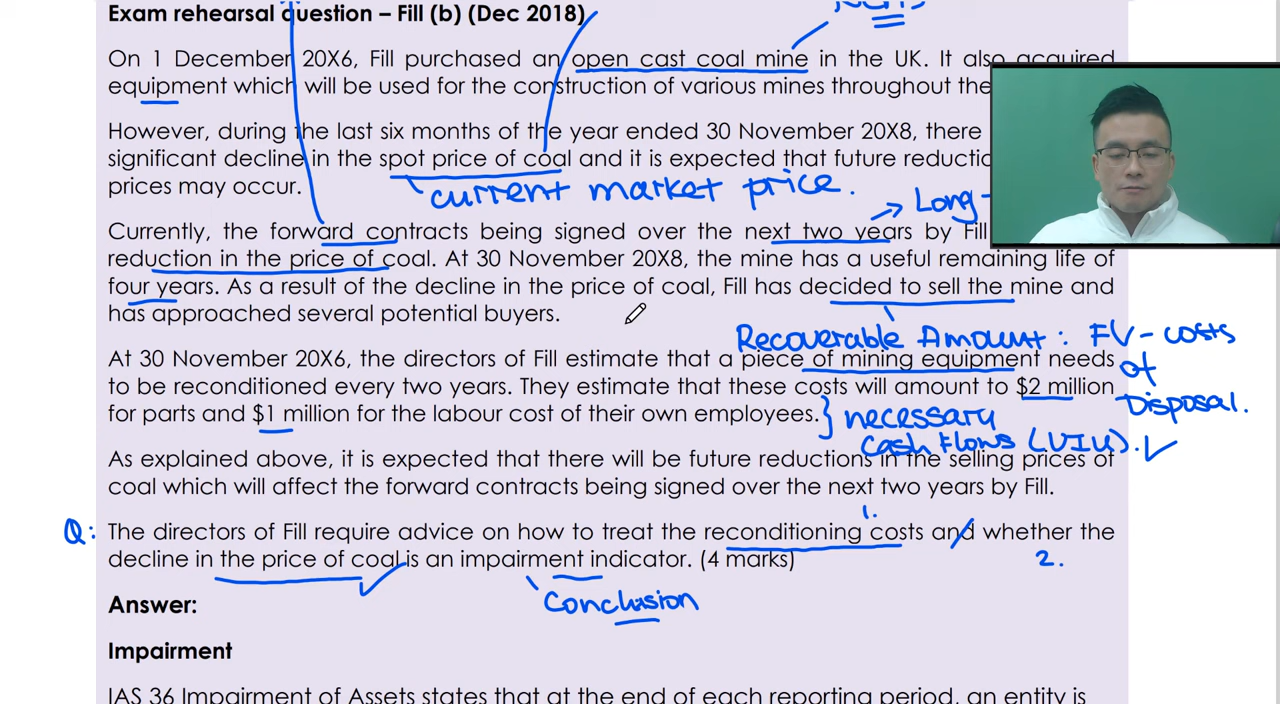 Exam rehearsal question – Fill (b) (Dec 2018)
On 1 December 20X6, Fill purchased an open cast coal mine in the UK. It also acquired
equipment which will be used for the construction of various mines throughout the
However, during the last six months of the year ended 30 November 20X8, there
significant decline in the spot price of coal and it is expected that future reductio
prices may occur.
current market price.
Long-
Currently, the forward contracts being signed over the next two years by Fill
reduction in the price of coal. At 30 November 20X8, the mine has a useful remaining life of
four years. As a result of the decline in the price of coal, Fill has decided to sell the mine and
has approached several potential buyers.
Recoverable Amount: FV - costs
of
Disposal.
At 30 November 20X6, the directors of Fill estimate that a piece of mining equipment needs
to be reconditioned every two years. They estimate that these costs will amount to $2 million
for parts and $1 million for the labour cost of their own employees.
necessary
cash flows (VIU).
As explained above, it is expected that there will be future reductions in the selling prices of
coal which will affect the forward contracts being signed over the next two years by Fill.
1.
Q: The directors of Fill require advice on how to treat the reconditioning costs and whether the
decline in the price of coal is an impairment indicator. (4 marks)
2.
Conclusion
Answer:
Impairment
IAS 36 Impairment of Assets states that at the end of each reporting period, an entity is